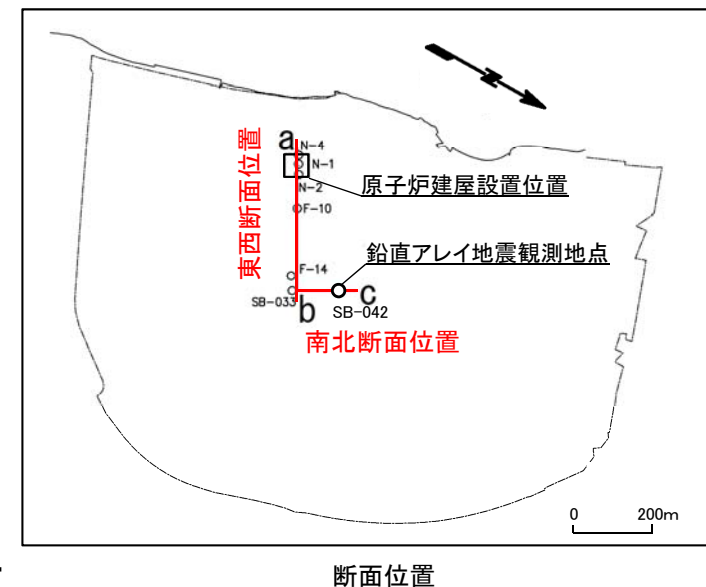 N
a
N-4
N-1
原子炉建屋設置位置
N-2
東西断面位置
F-10
鉛直アレイ地震観測地点
F-14
SB-033
b
c
SB-042
南北断面位置
0 200m
断面位置